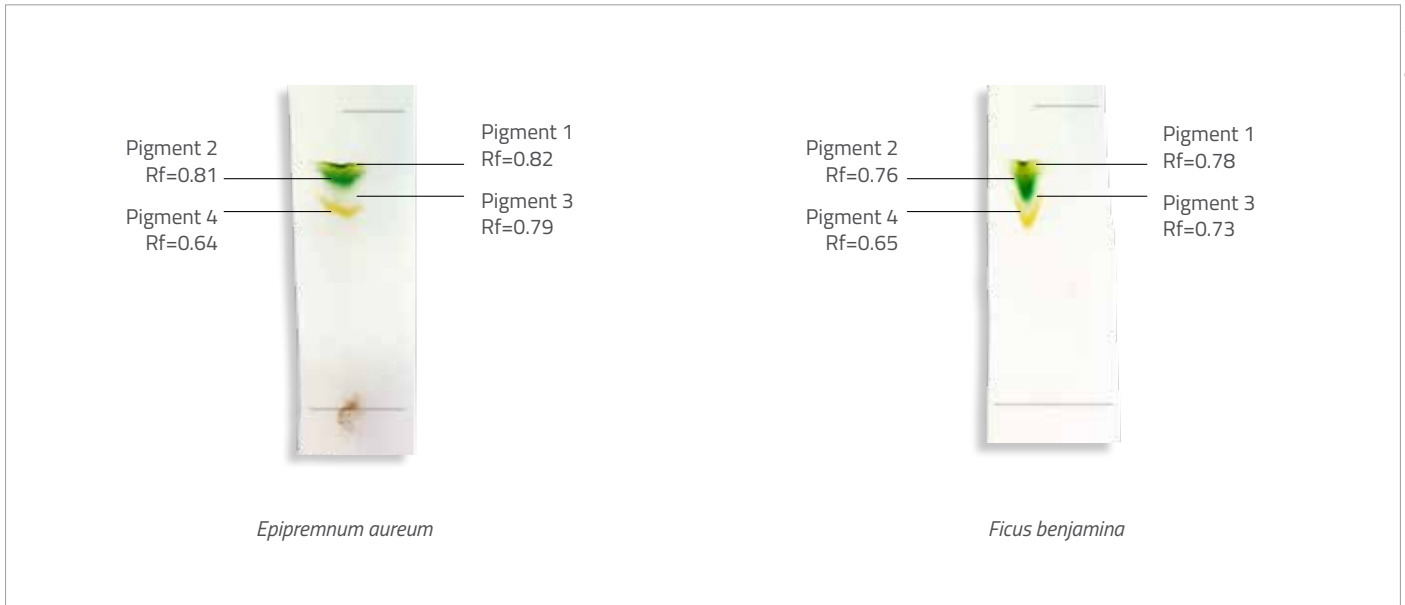 Pigment 2
Rf=0.81
Pigment 4
Rf=0.64
Pigment 1
Rf=0.82
Pigment 3
Rf=0.79
Epipremnum aureum
Pigment 2
Rf=0.76
Pigment 4
Rf=0.65
Pigment 1
Rf=0.78
Pigment 3
Rf=0.73
Ficus benjamina